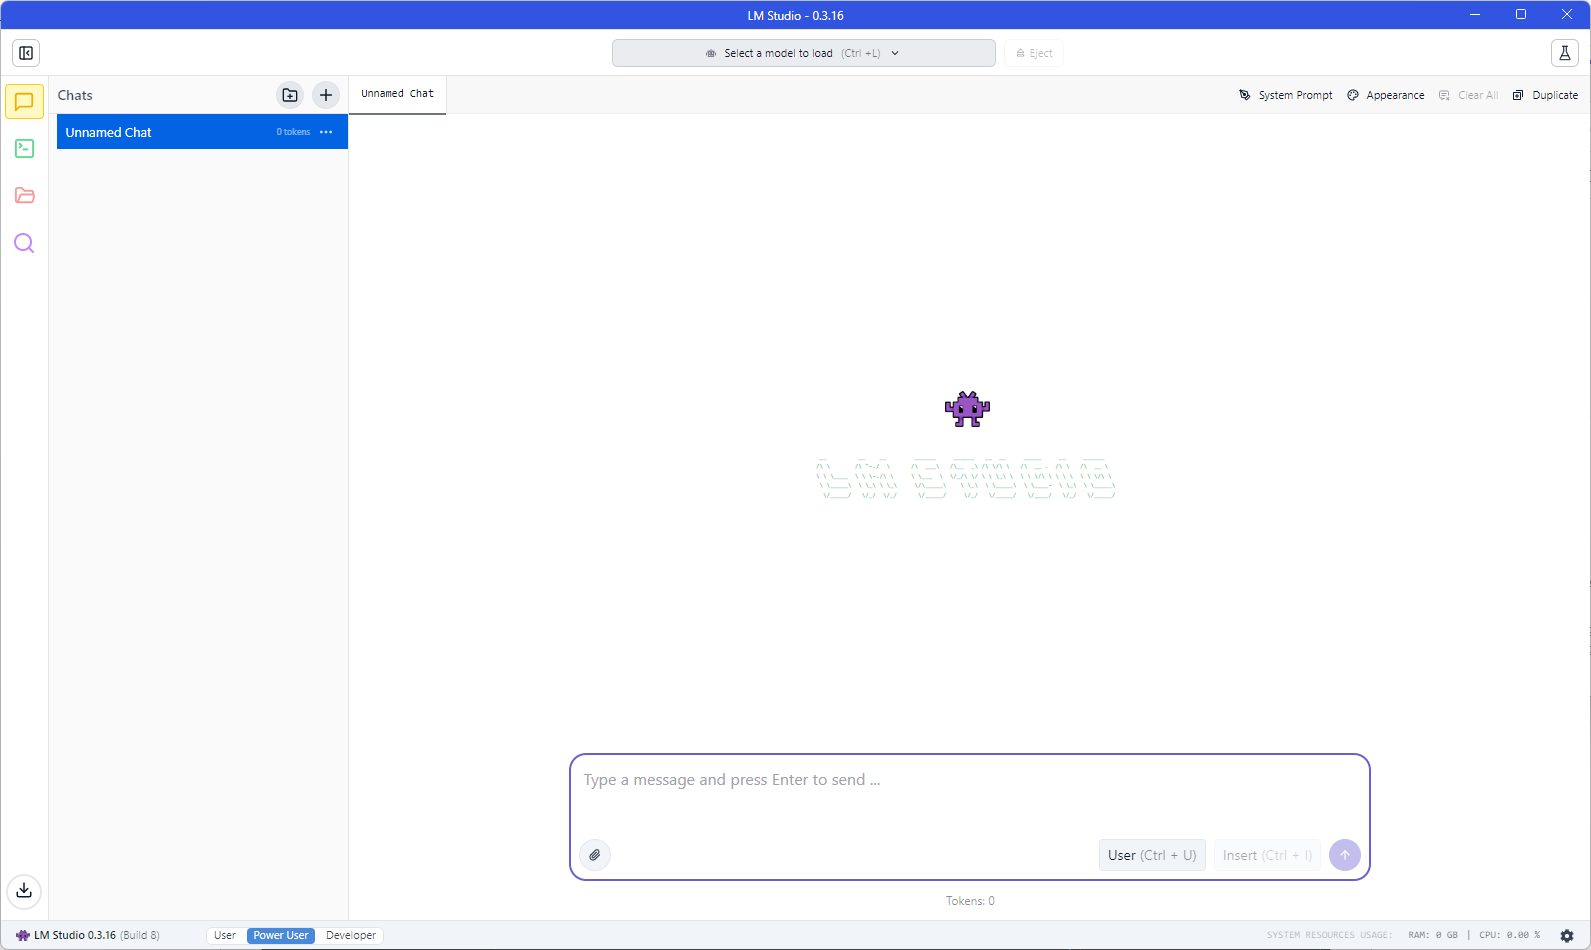 LM Studio - 0.3.16
Select a model to load (Ctrl +L)
Eject
Chats
Unnamed Chat
System Prompt
Appearance
Clear All
Duplicate
Unnamed Chat
0 tokens
LM STUDIO
Type a message and press Enter to send ...
User (Ctrl + U)
Insert (Ctrl + I)
Tokens: 0
LM Studio 0.3.16 (Build 8)
User
Power User
Developer
SYSTEM RESOURCES USAGE: RAM: 0 GB | CPU: 0.00 %